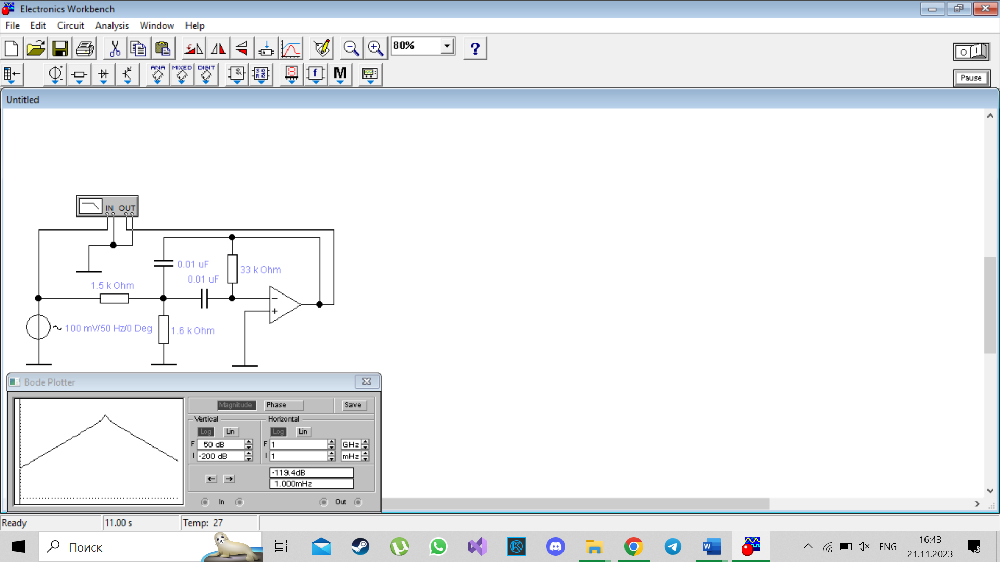 Electronics Workbench
File Edit Circuit Analysis Window Help
80%
?
O I
ANA MIXED DIGIT
&
f
M
Pause
Untitled
IN OUT
0.01 uF
33 k Ohm
0.01 uF
1.5 k Ohm
100 mV/50 Hz/0 Deg
1.6 k Ohm
Bode Plotter
Magnitude Phase Save
Vertical Horizontal
Log Lin Log Lin
F 50 dB F 1 GHz
I -200 dB I 1 mHz
-119.4dB
1.000mHz
In Out
Ready 11.00 s Temp: 27
Поиск
ENG
16:43
21.11.2023